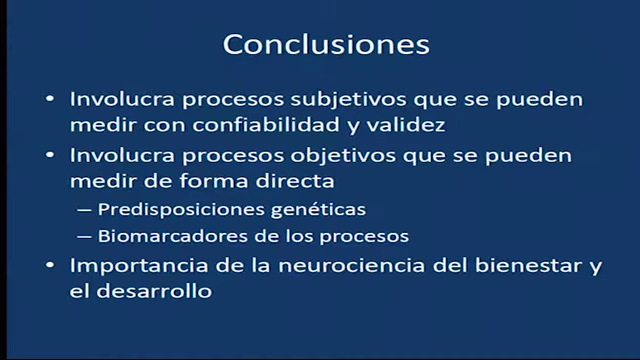 Conclusiones
• Involucra procesos subjetivos que se pueden
medir con confiabilidad y validez
• Involucra procesos objetivos que se pueden
medir de forma directa
– Predisposiciones genéticas
– Biomarcadores de los procesos
• Importancia de la neurociencia del bienestar y
el desarrollo